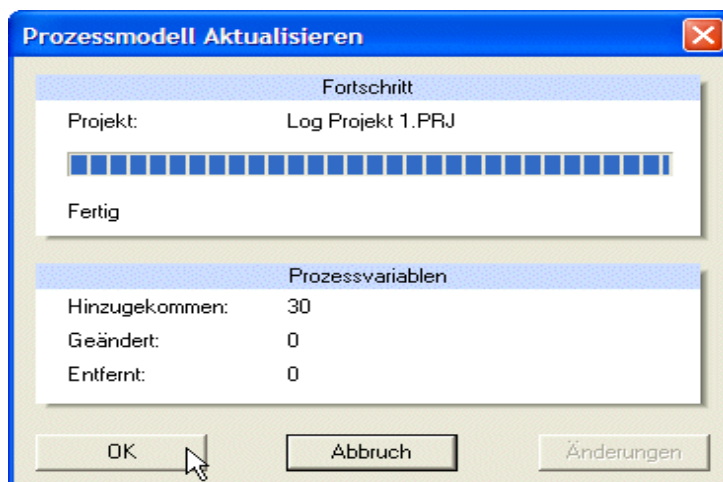 Prozessmodell Aktualisieren
Fortschritt
Projekt: Log Projekt 1.PRJ
Fertig
Prozessvariablen
Hinzugekommen: 30
Geändert: 0
Entfernt: 0
OK Abbruch Änderungen